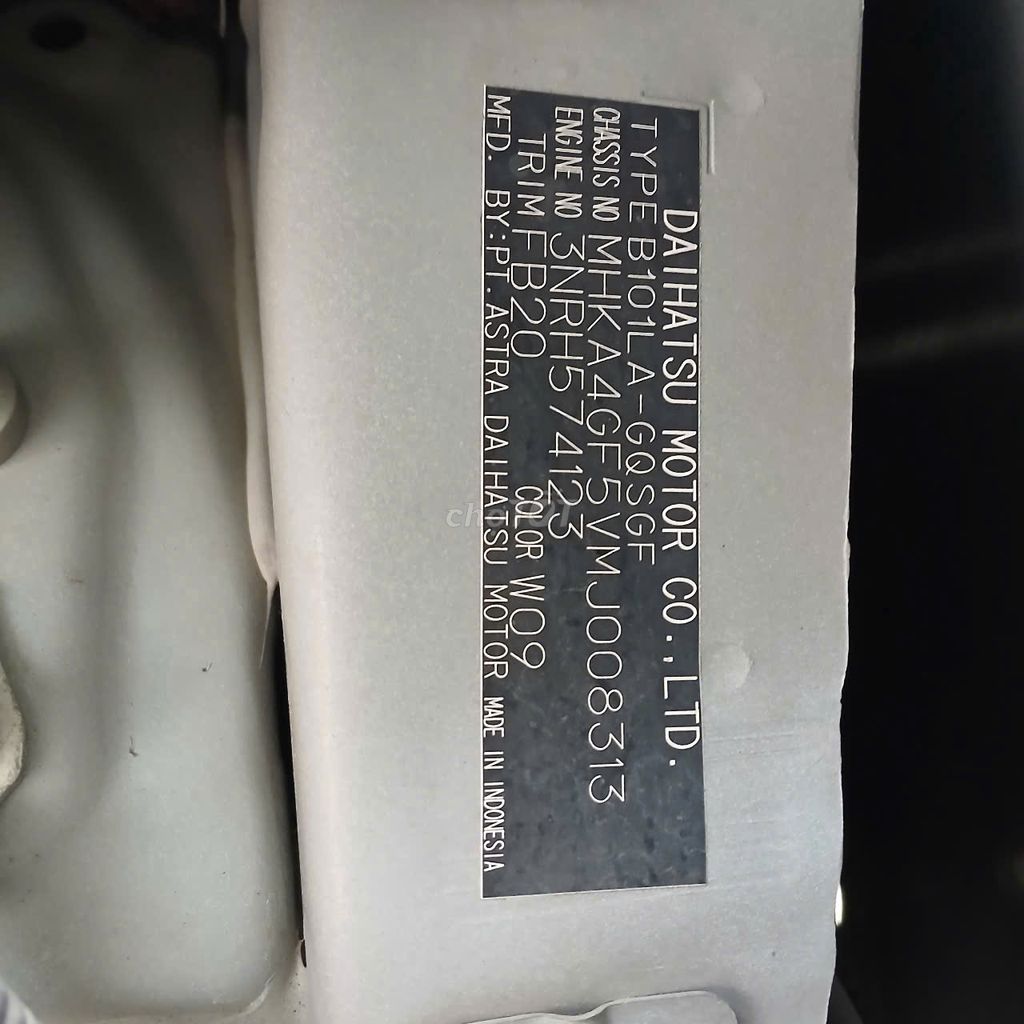 DAIHATSU MOTOR CO.,LTD.
TYPE B101LA-GQSGF
CHASSIS NO MHKA4GF5VMJ008313
ENGINE NO 3NRH574123
TRIM FB20 COLOR W09
MFD. BY:PT. ASTRA DAIHATSU MOTOR MADE IN INDONESIA
chợTỐT